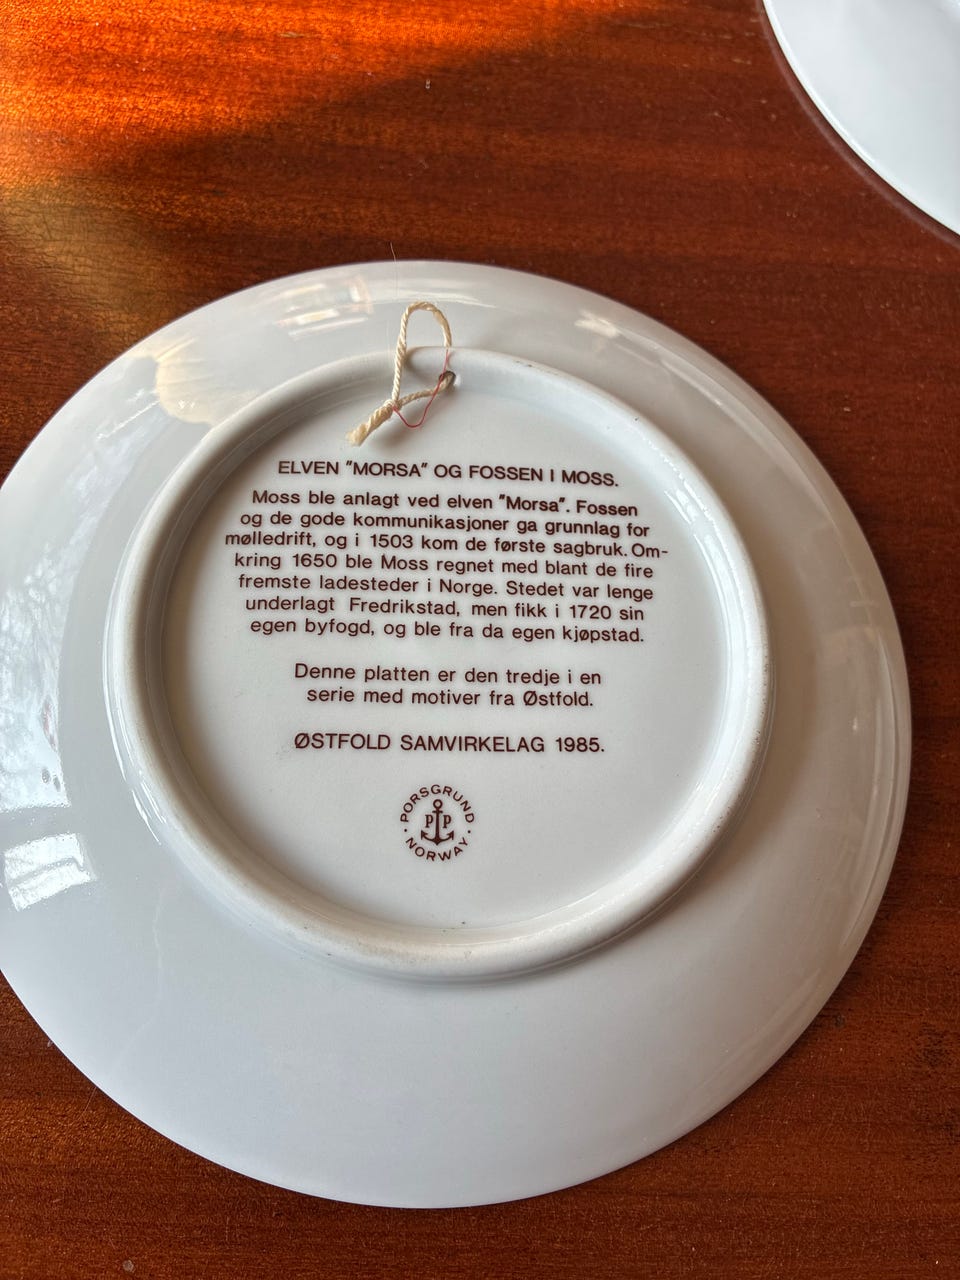 ELVEN "MORSA" OG FOSSEN I MOSS.
Moss ble anlagt ved elven "Morsa". Fossen
og de gode kommunikasjoner ga grunnlag for
mølledrift, og i 1503 kom de første sagbruk. Om-
kring 1650 ble Moss regnet med blant de fire
fremste ladesteder i Norge. Stedet var lenge
underlagt Fredrikstad, men fikk i 1720 sin
egen byfogd, og ble fra da egen kjøpstad.
Denne platten er den tredje i en
serie med motiver fra Østfold.
ØSTFOLD SAMVIRKELAG 1985.
PORSGRUND
PP
NORWAY